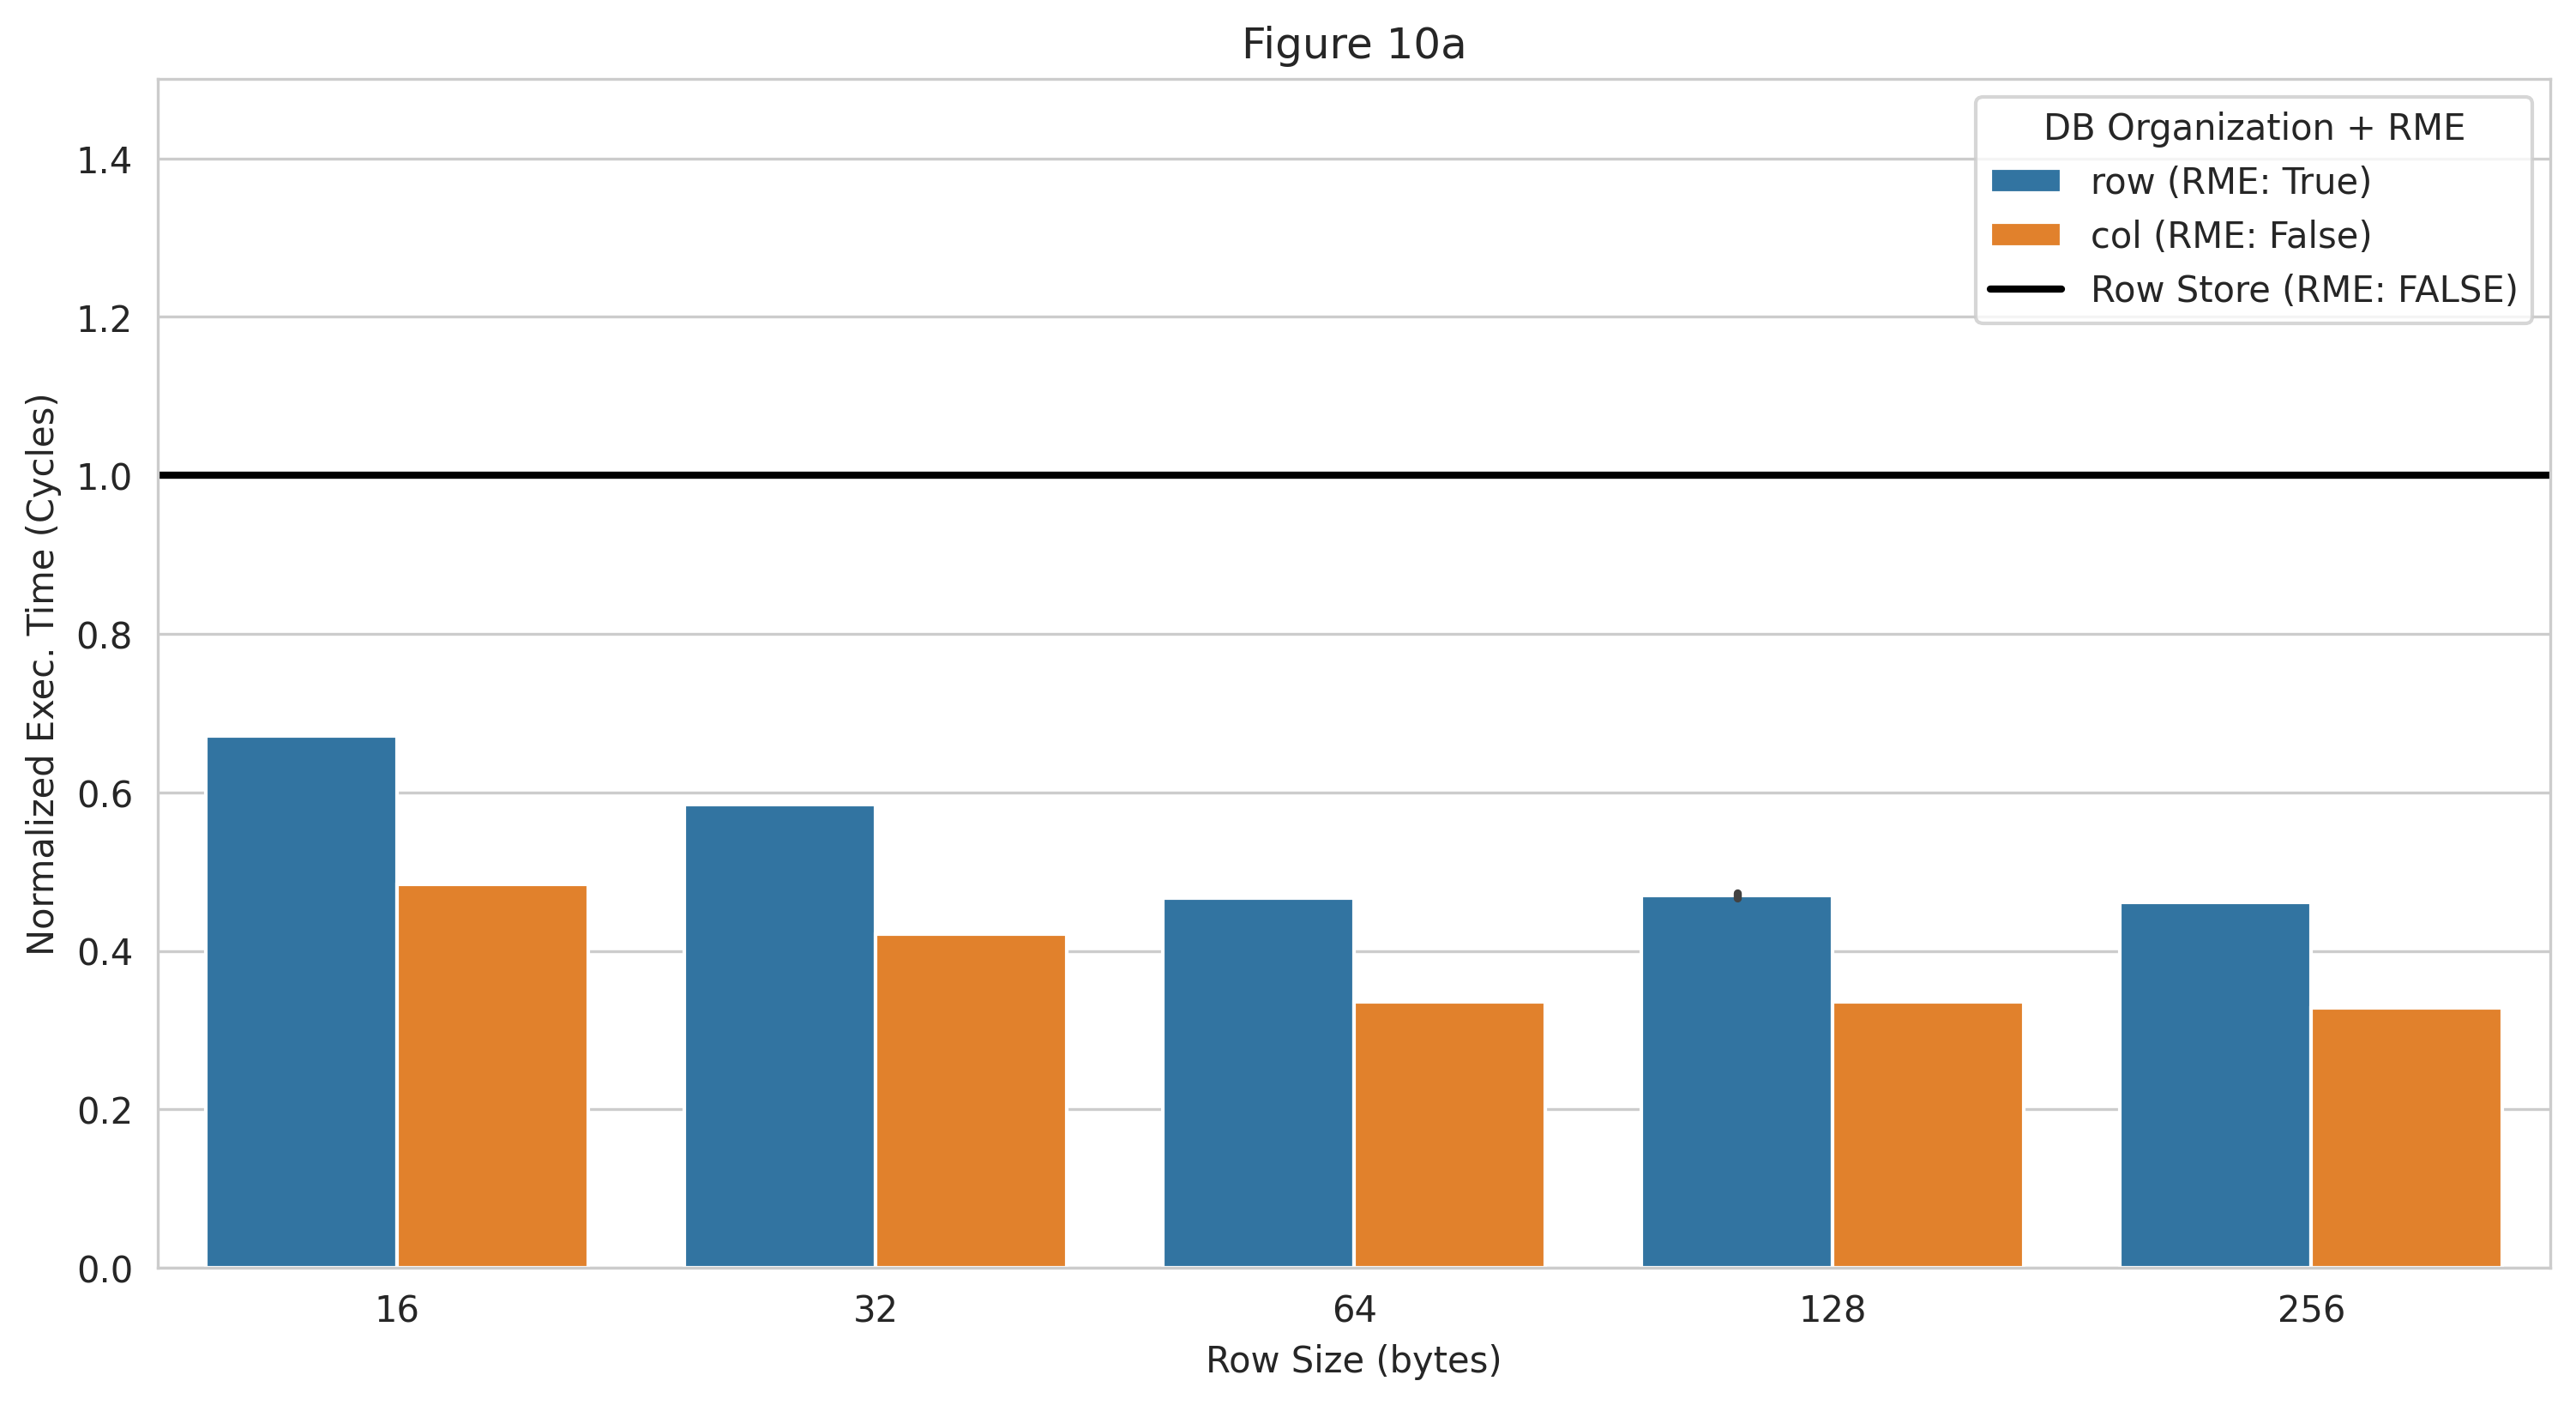 Figure 10a
DB Organization + RME
row (RME: True)
col (RME: False)
Row Store (RME: FALSE)
Normalized Exec. Time (Cycles)
1.4
1.2
1.0
0.8
0.6
0.4
0.2
0.0
16 32 64 128 256
Row Size (bytes)